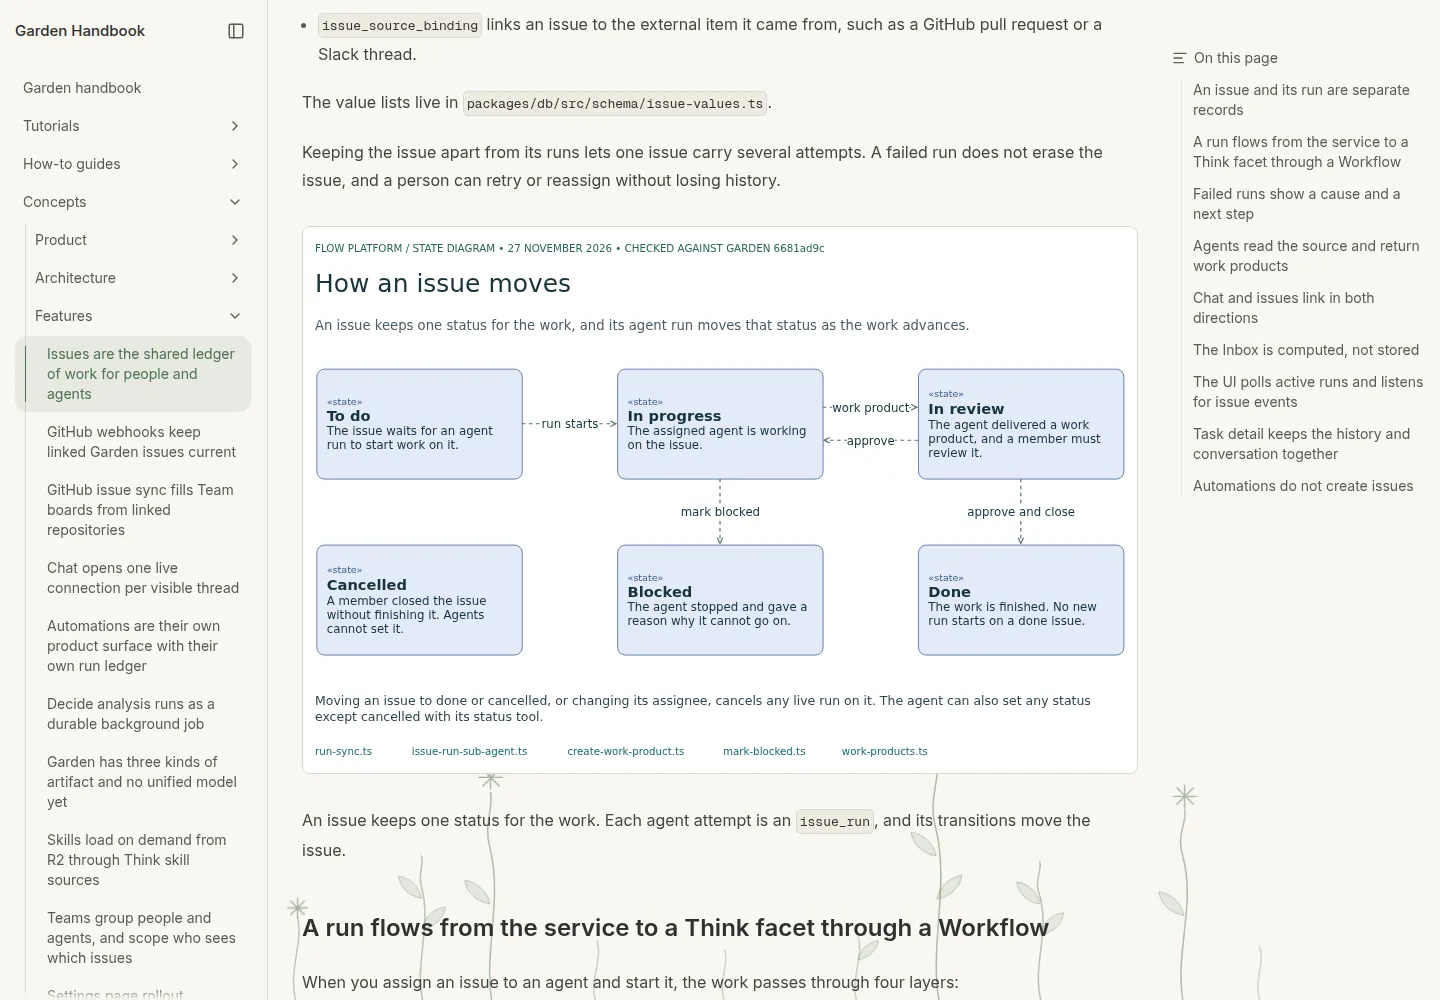 Garden Handbook
Garden handbook
Tutorials
How-to guides
Concepts
Product
Architecture
Features
Issues are the shared ledger
of work for people and
agents
GitHub webhooks keep
linked Garden issues current
GitHub issue sync fills Team
boards from linked
repositories
Chat opens one live
connection per visible thread
Automations are their own
product surface with their
own run ledger
Decide analysis runs as a
durable background job
Garden has three kinds of
artifact and no unified model
yet
Skills load on demand from
R2 through Think skill
sources
Teams group people and
agents, and scope who sees
which issues
Settings page rollout
issue_source_binding links an issue to the external item it came from, such as a GitHub pull request or a
Slack thread.
The value lists live in packages/db/src/schema/issue-values.ts.
Keeping the issue apart from its runs lets one issue carry several attempts. A failed run does not erase the
issue, and a person can retry or reassign without losing history.
FLOW PLATFORM / STATE DIAGRAM • 27 NOVEMBER 2026 • CHECKED AGAINST GARDEN 6681ad9c
How an issue moves
An issue keeps one status for the work, and its agent run moves that status as the work advances.
«state»
To do
The issue waits for an agent
run to start work on it.
run starts
«state»
In progress
The assigned agent is working
on the issue.
work product
approve
«state»
In review
The agent delivered a work
product, and a member must
review it.
mark blocked
approve and close
«state»
Cancelled
A member closed the issue
without finishing it. Agents
cannot set it.
«state»
Blocked
The agent stopped and gave a
reason why it cannot go on.
«state»
Done
The work is finished. No new
run starts on a done issue.
Moving an issue to done or cancelled, or changing its assignee, cancels any live run on it. The agent can also set any status
except cancelled with its status tool.
run-sync.ts issue-run-sub-agent.ts create-work-product.ts mark-blocked.ts work-products.ts
An issue keeps one status for the work. Each agent attempt is an issue_run, and its transitions move the
issue.
A run flows from the service to a Think facet through a Workflow
When you assign an issue to an agent and start it, the work passes through four layers:
On this page
An issue and its run are separate
records
A run flows from the service to a
Think facet through a Workflow
Failed runs show a cause and a
next step
Agents read the source and return
work products
Chat and issues link in both
directions
The Inbox is computed, not stored
The UI polls active runs and listens
for issue events
Task detail keeps the history and
conversation together
Automations do not create issues